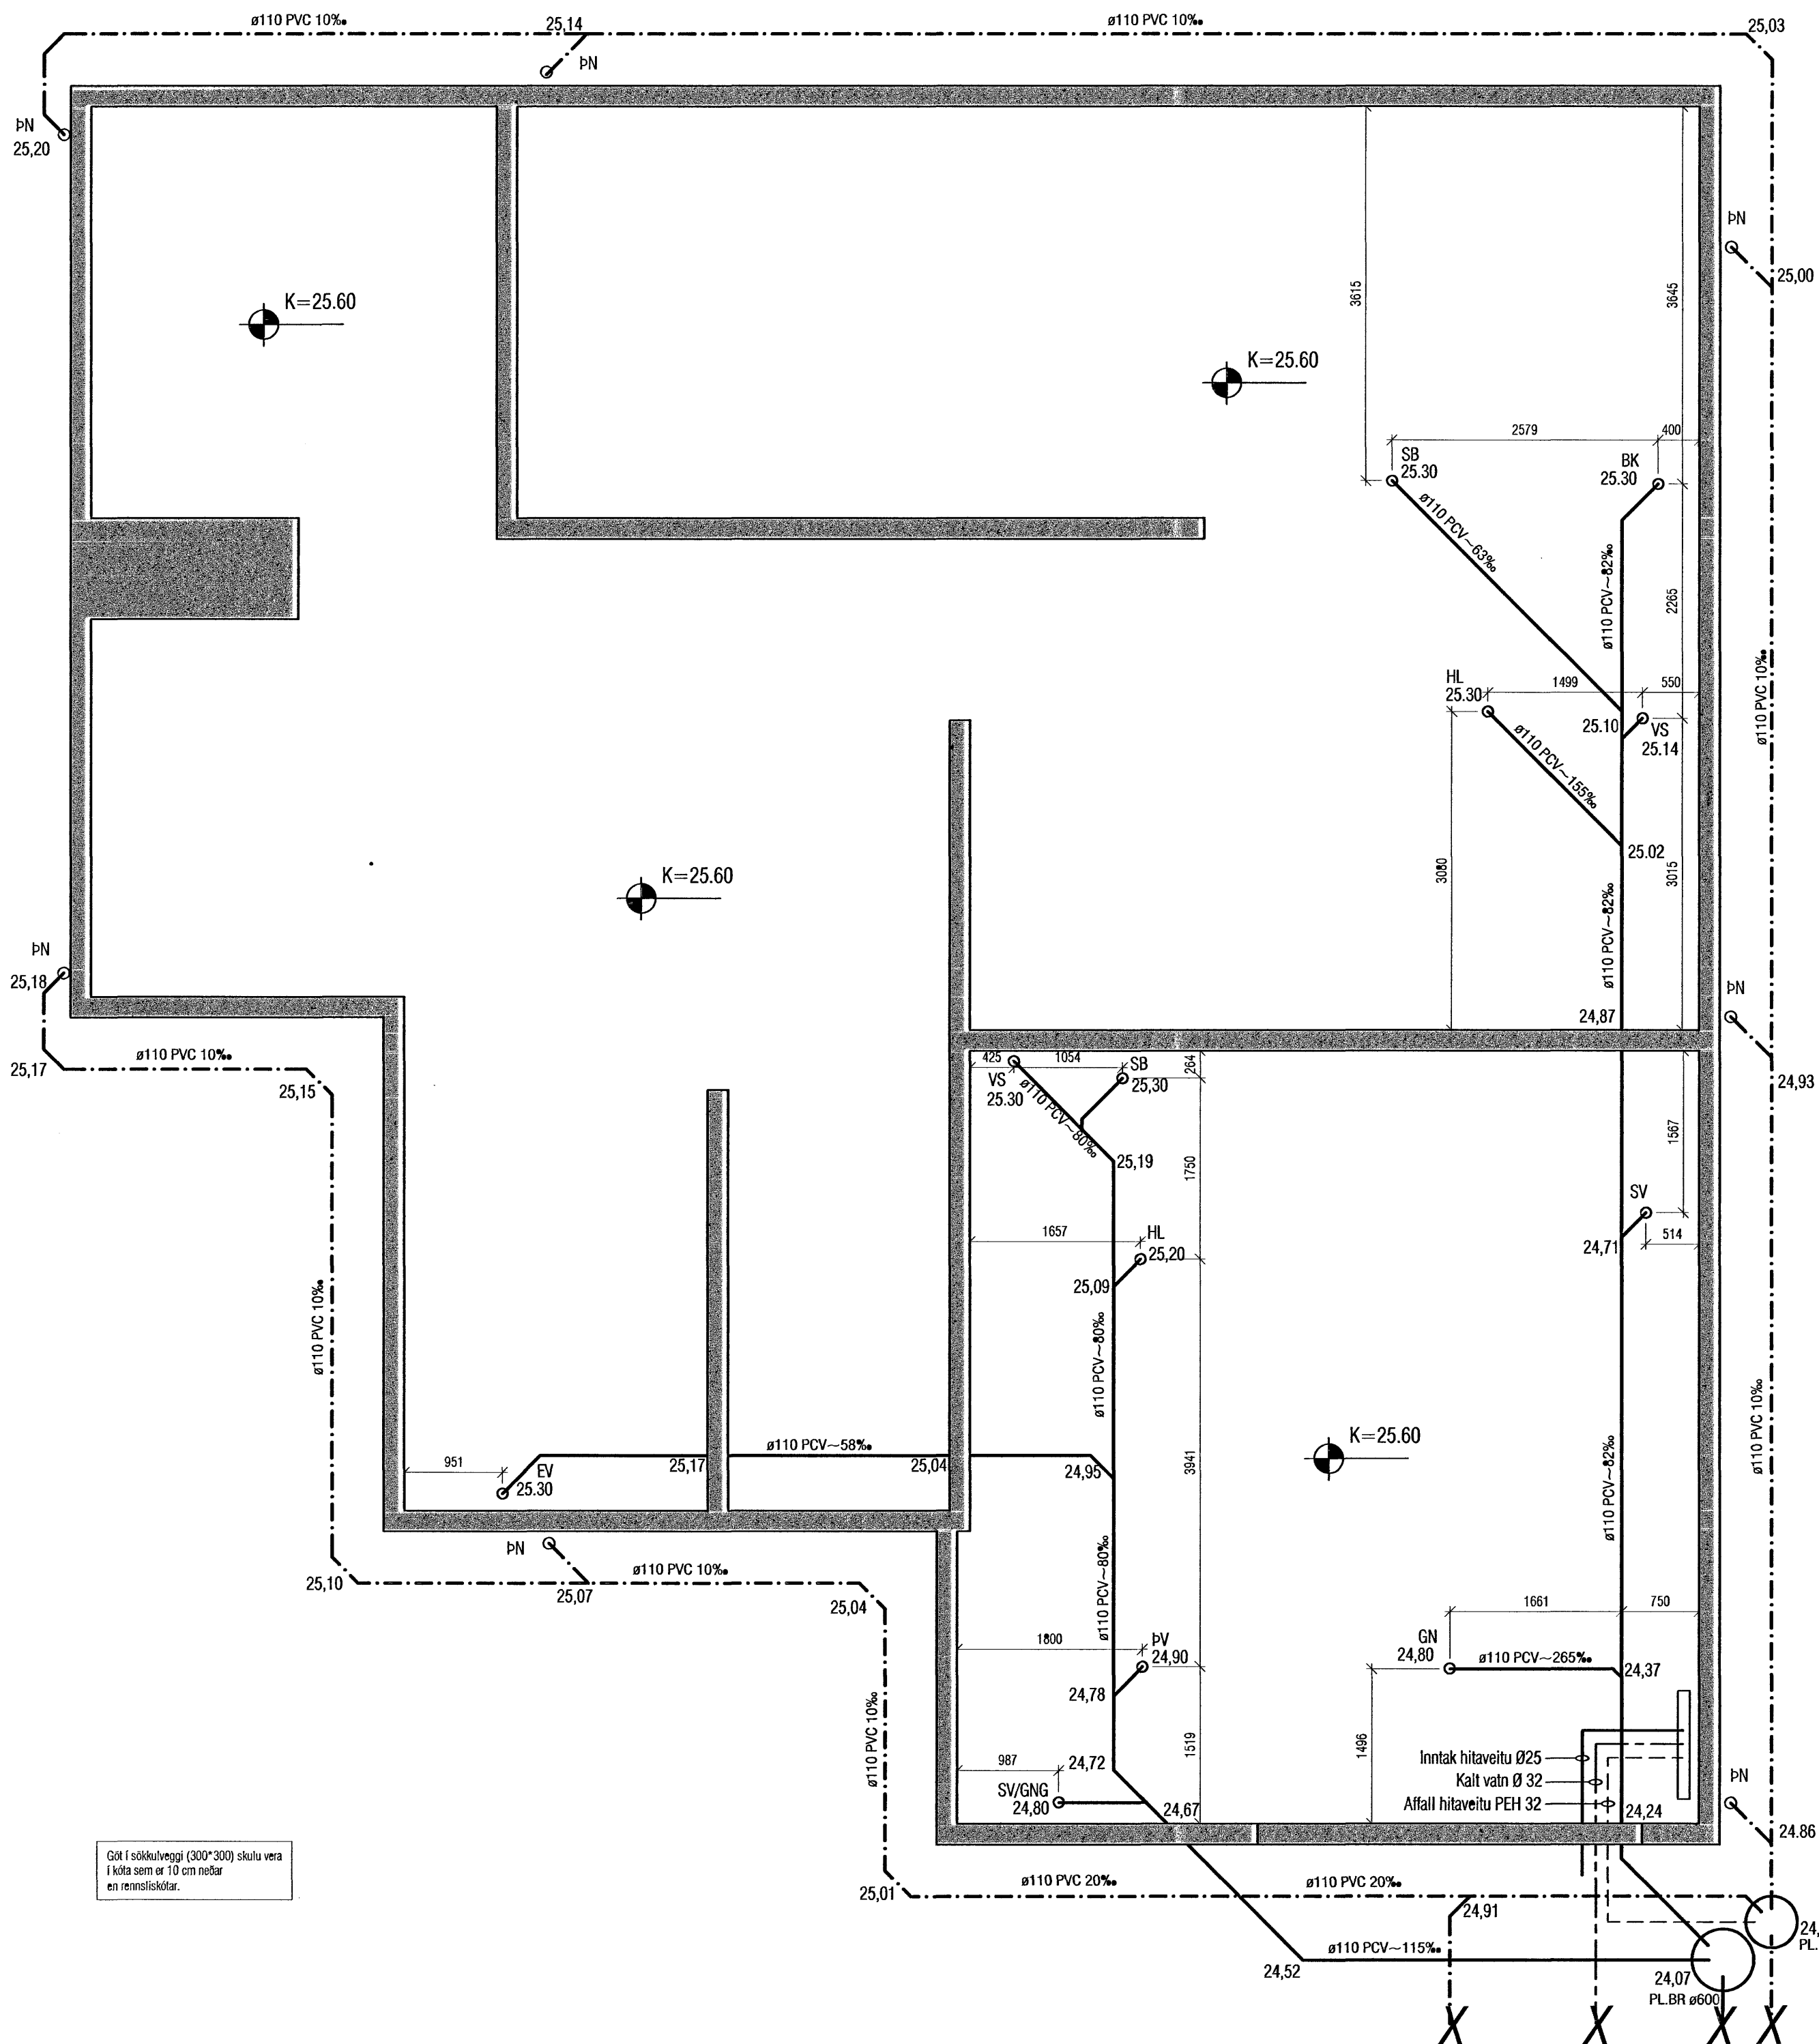 ø110 PVC 10‰
25,14
ø110 PVC 10‰
25,03
ÞN
ÞN
25,20
ÞN
25,00
K=25.60
K=25.60
3615
3645
2579
400
SB
25.30
BK
25.30
ø110 PCV~63‰
ø110 PCV~82‰
2265
HL
25.30
1499
550
25.10
VS
25.14
ø110 PCV~155‰
ø110 PVC 10‰
25.02
3080
3015
K=25.60
ø110 PCV~82‰
ÞN
25,18
24,87
ÞN
24,93
25,17
ø110 PVC 10‰
25,15
425
1054
264
SB
25,30
VS
25.30
ø110 PCV~80‰
25,19
1750
1567
1657
HL
25,20
25,09
SV
24,71
514
ø110 PVC 10‰
ø110 PCV~80‰
3941
ø110 PCV~82‰
ø110 PVC 10‰
K=25.60
951
EV
25.30
25,17
ø110 PCV~58‰
25,04
24,95
ÞN
ø110 PVC 10‰
25,10
25,07
25,04
ø110 PCV~80‰
1800
ÞV
24,90
24,78
1661
750
GN
24,80
ø110 PCV~265‰
24,37
ø110 PVC 10‰
987
24,72
SV/GNG
24,80
24,67
1519
1496
Inntak hitaveitu Ø25
Kalt vatn Ø 32
Affall hitaveitu PEH 32
24,24
ÞN
24.86
Göt í sökkulveggi (300*300) skulu vera
í kóta sem er 10 cm neðar
en rennsliskótar.
25,01
ø110 PVC 20‰
ø110 PVC 20‰
24,91
24,
PL.
ø110 PCV~115‰
24,52
24,07
PL.BR ø600